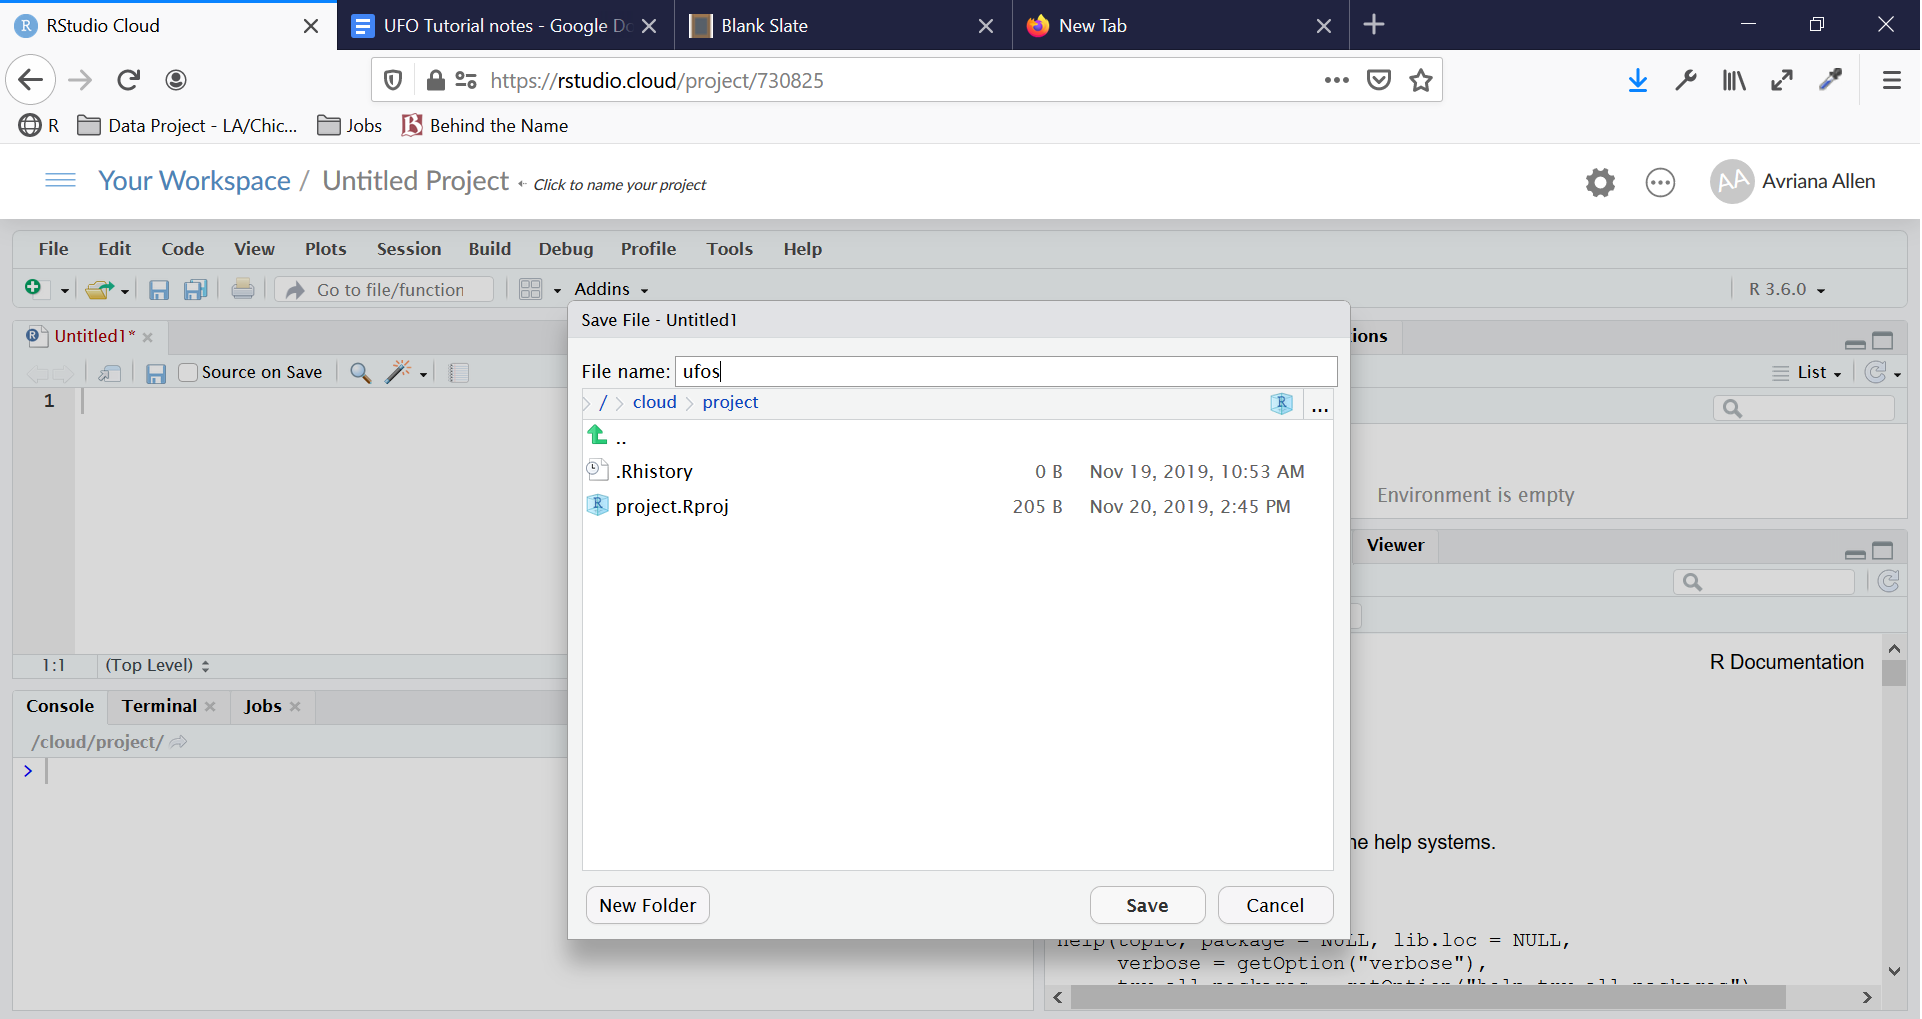 RStudio Cloud
UFO Tutorial notes - Google Do
Blank Slate
New Tab
https://rstudio.cloud/project/730825
R
Data Project - LA/Chic...
Jobs
Behind the Name
Your Workspace / Untitled Project
Click to name your project
AA
Avriana Allen
File Edit Code View Plots Session Build Debug Profile Tools Help
Go to file/function
Addins
R 3.6.0
Untitled1*
Source on Save
1
1:1 (Top Level)
Save File - Untitled1
File name: ufos
/ cloud project
...
..
.Rhistory 0 B Nov 19, 2019, 10:53 AM
project.Rproj 205 B Nov 20, 2019, 2:45 PM
New Folder
Save
Cancel
ions
List
Environment is empty
Viewer
R Documentation
he help systems.
help(topic, package = NULL, lib.loc = NULL,
verbose = getOption("verbose"),
Console Terminal Jobs
/cloud/project/
>